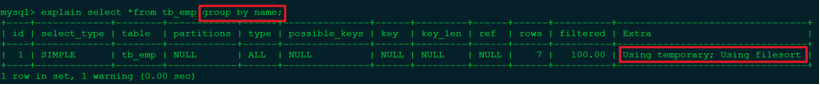 mysql> explain select *from tb_emp group by name;
+----+-------------+--------+------------+------+---------------+------+---------+------+------+----------+---------------------------------+
| id | select_type | table | partitions | type | possible_keys | key | key_len | ref | rows | filtered | Extra |
+----+-------------+--------+------------+------+---------------+------+---------+------+------+----------+---------------------------------+
| 1 | SIMPLE | tb_emp | NULL | ALL | NULL | NULL | NULL | NULL | 7 | 100.00 | Using temporary; Using filesort |
+----+-------------+--------+------------+------+---------------+------+---------+------+------+----------+---------------------------------+
1 row in set, 1 warning (0.00 sec)